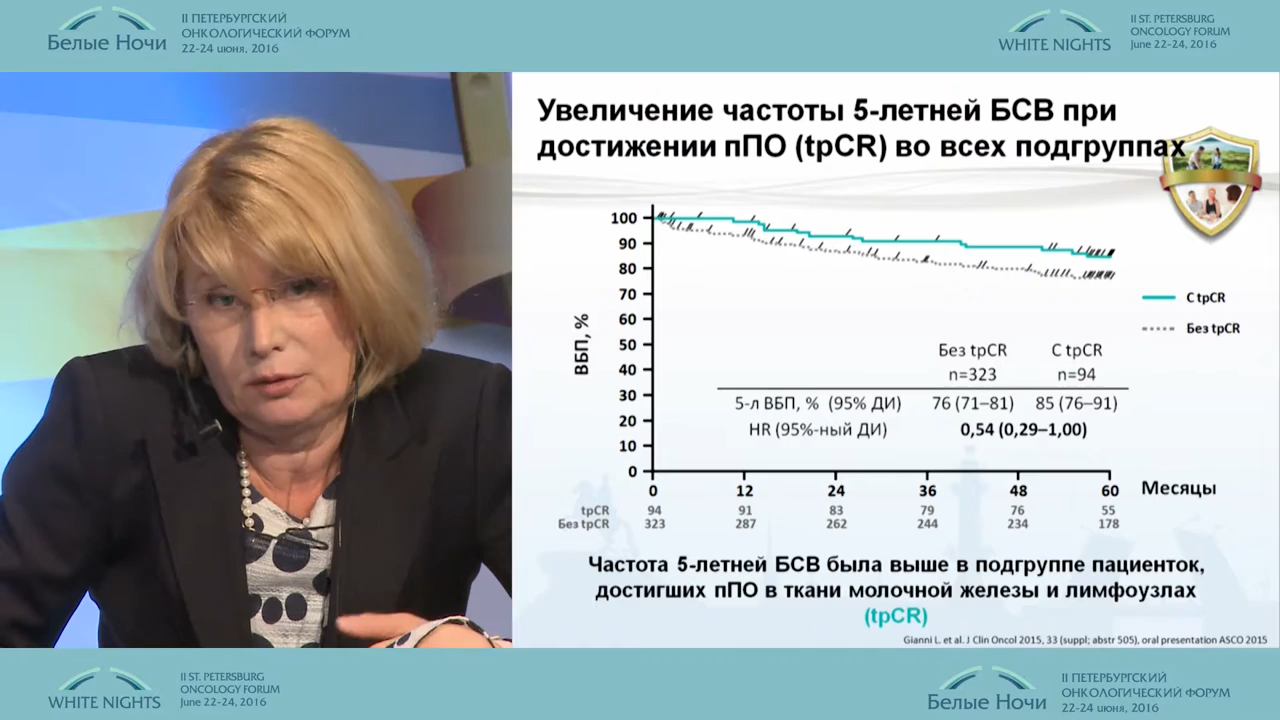 Белые Ночи
II ПЕТЕРБУРГСКИЙ
ОНКОЛОГИЧЕСКИЙ ФОРУМ
22-24 июня, 2016
WHITE NIGHTS
II ST. PETERSBURG
ONCOLOGY FORUM
June 22-24, 2016
Увеличение частоты 5-летней БСВ при
достижении пПО (tpCR) во всех подгруппах
100
90
80
70
60
50
40
30
20
10
0
ВБП, %
С tpCR
Без tpCR
Без tpCR С tpCR
n=323 n=94
5-л ВБП, % (95% ДИ) 76 (71–81) 85 (76–91)
HR (95%-ный ДИ) 0,54 (0,29–1,00)
0 12 24 36 48 60 Месяцы
tpCR 94 91 83 79 76 55
Без tpCR 323 287 262 244 234 178
Частота 5-летней БСВ была выше в подгруппе пациенток,
достигших пПО в ткани молочной железы и лимфоузлах
(tpCR)
Gianni L. et al. J Clin Oncol 2015, 33 (suppl; abstr 505), oral presentation ASCO 2015
WHITE NIGHTS
II ST. PETERSBURG
ONCOLOGY FORUM
June 22-24, 2016
Белые Ночи
II ПЕТЕРБУРГСКИЙ
ОНКОЛОГИЧЕСКИЙ ФОРУМ
22-24 июня, 2016